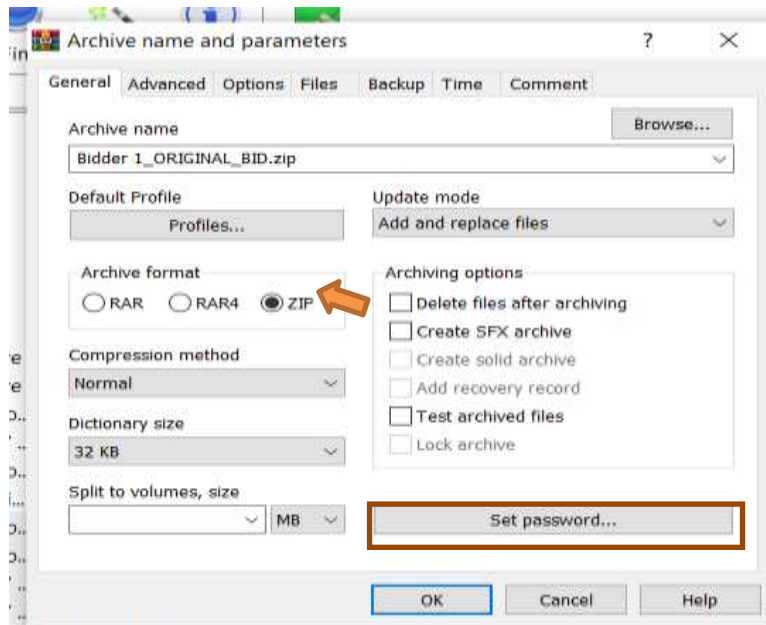 in
Archive name and parameters ? ×
General Advanced Options Files Backup Time Comment
Archive name
Browse...
Bidder 1_ORIGINAL_BID.zip
Default Profile
Update mode
Profiles...
Add and replace files
Archive format
Archiving options
RAR RAR4 ZIP
Delete files after archiving
Create SFX archive
Compression method
Create solid archive
Normal
Add recovery record
Dictionary size
Test archived files
32 KB
Lock archive
Split to volumes, size
MB
Set password...
OK Cancel Help